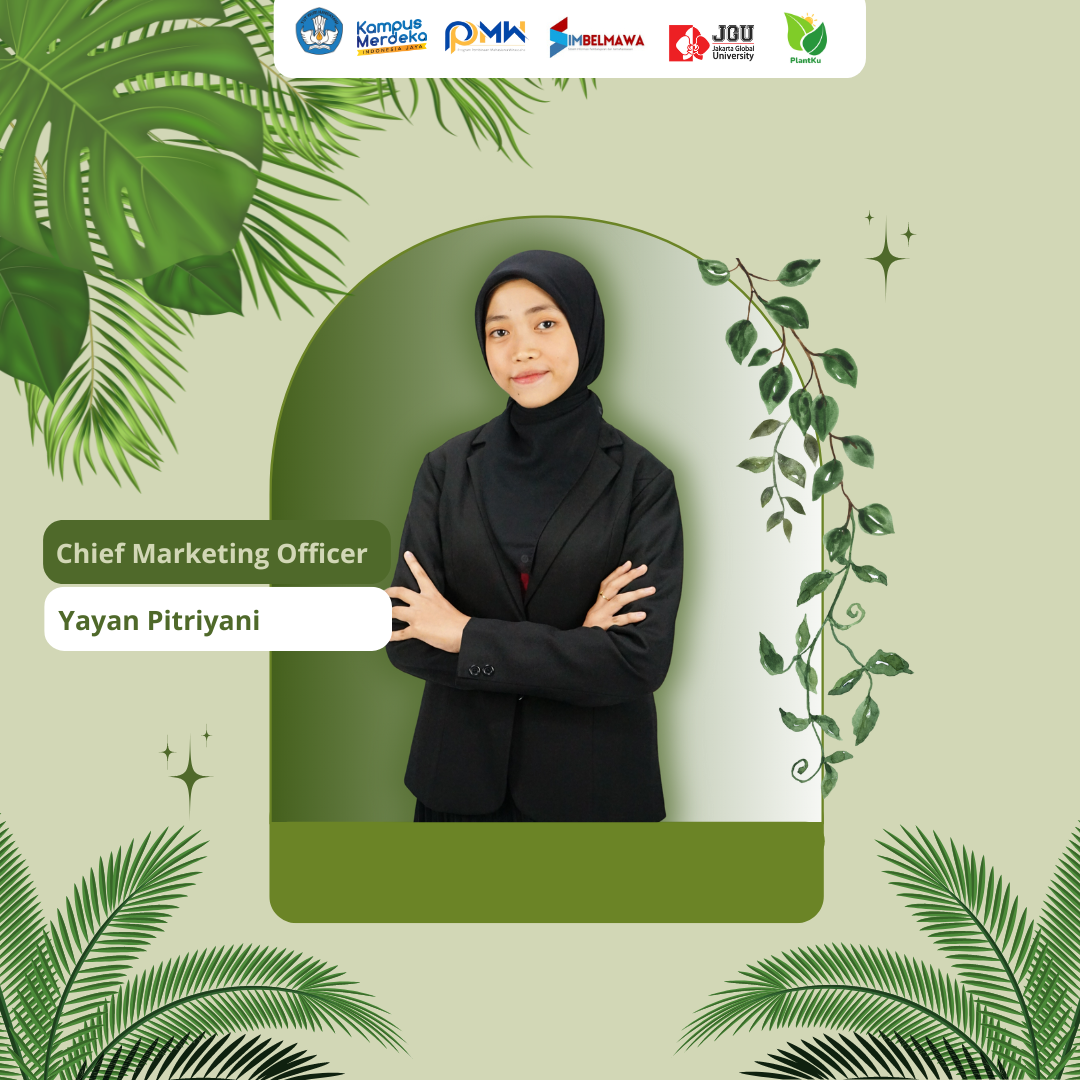 Kampus
Merdeka
INDONESIA JAYA
PMW
SIMBELMAWA
JGU
Jakarta Global
University
PlantKu
Chief Marketing Officer
Yayan Pitriyani